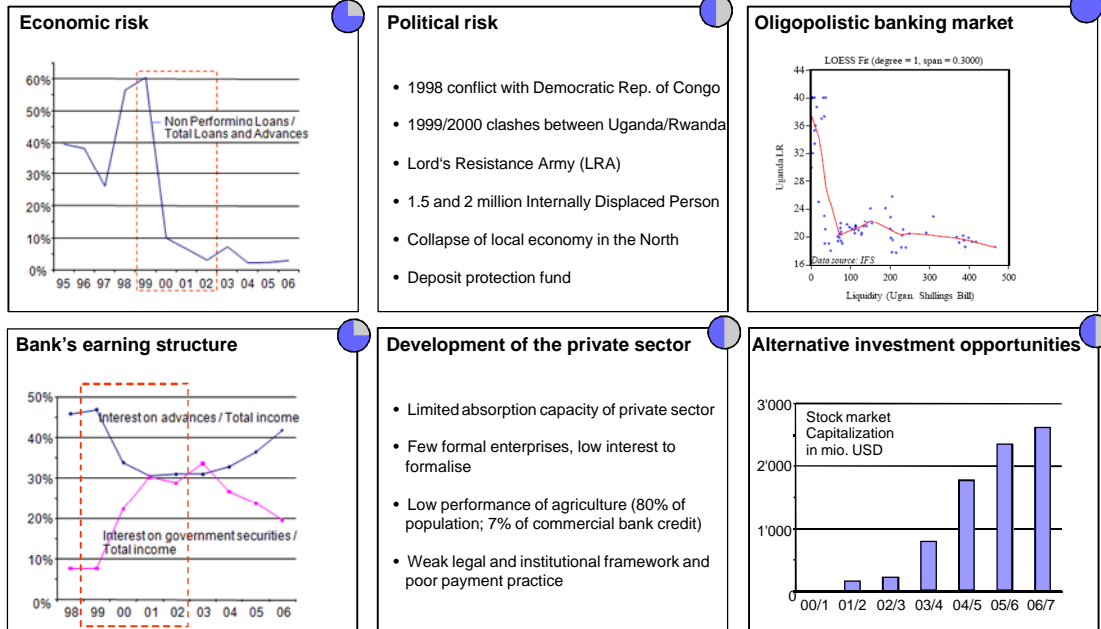 Economic risk
60%
50%
40%
30%
20%
10%
0%
Non Performing Loans /
Total Loans and Advances
95 96 97 98 99 00 01 02 03 04 05 06
Political risk
• 1998 conflict with Democratic Rep. of Congo
• 1999/2000 clashes between Uganda/Rwanda
• Lord's Resistance Army (LRA)
• 1.5 and 2 million Internally Displaced Person
• Collapse of local economy in the North
• Deposit protection fund
Oligopolistic banking market
LOESS Fit (degree = 1, span = 0.3000)
44
40
36
32
28
24
20
16
Uganda LR
Data source: IFS
0 100 200 300 400 500
Liquidity (Ugan. Shillings Bill)
Bank's earning structure
50%
40%
30%
20%
10%
0%
Interest on advances / Total income
Interest on government securities /
Total income
98 99 00 01 02 03 04 05 06
Development of the private sector
• Limited absorption capacity of private sector
• Few formal enterprises, low interest to
formalise
• Low performance of agriculture (80% of
population; 7% of commercial bank credit)
• Weak legal and institutional framework and
poor payment practice
Alternative investment opportunities
3'000
2'000
1'000
0
Stock market
Capitalization
in mio. USD
00/1 01/2 02/3 03/4 04/5 05/6 06/7